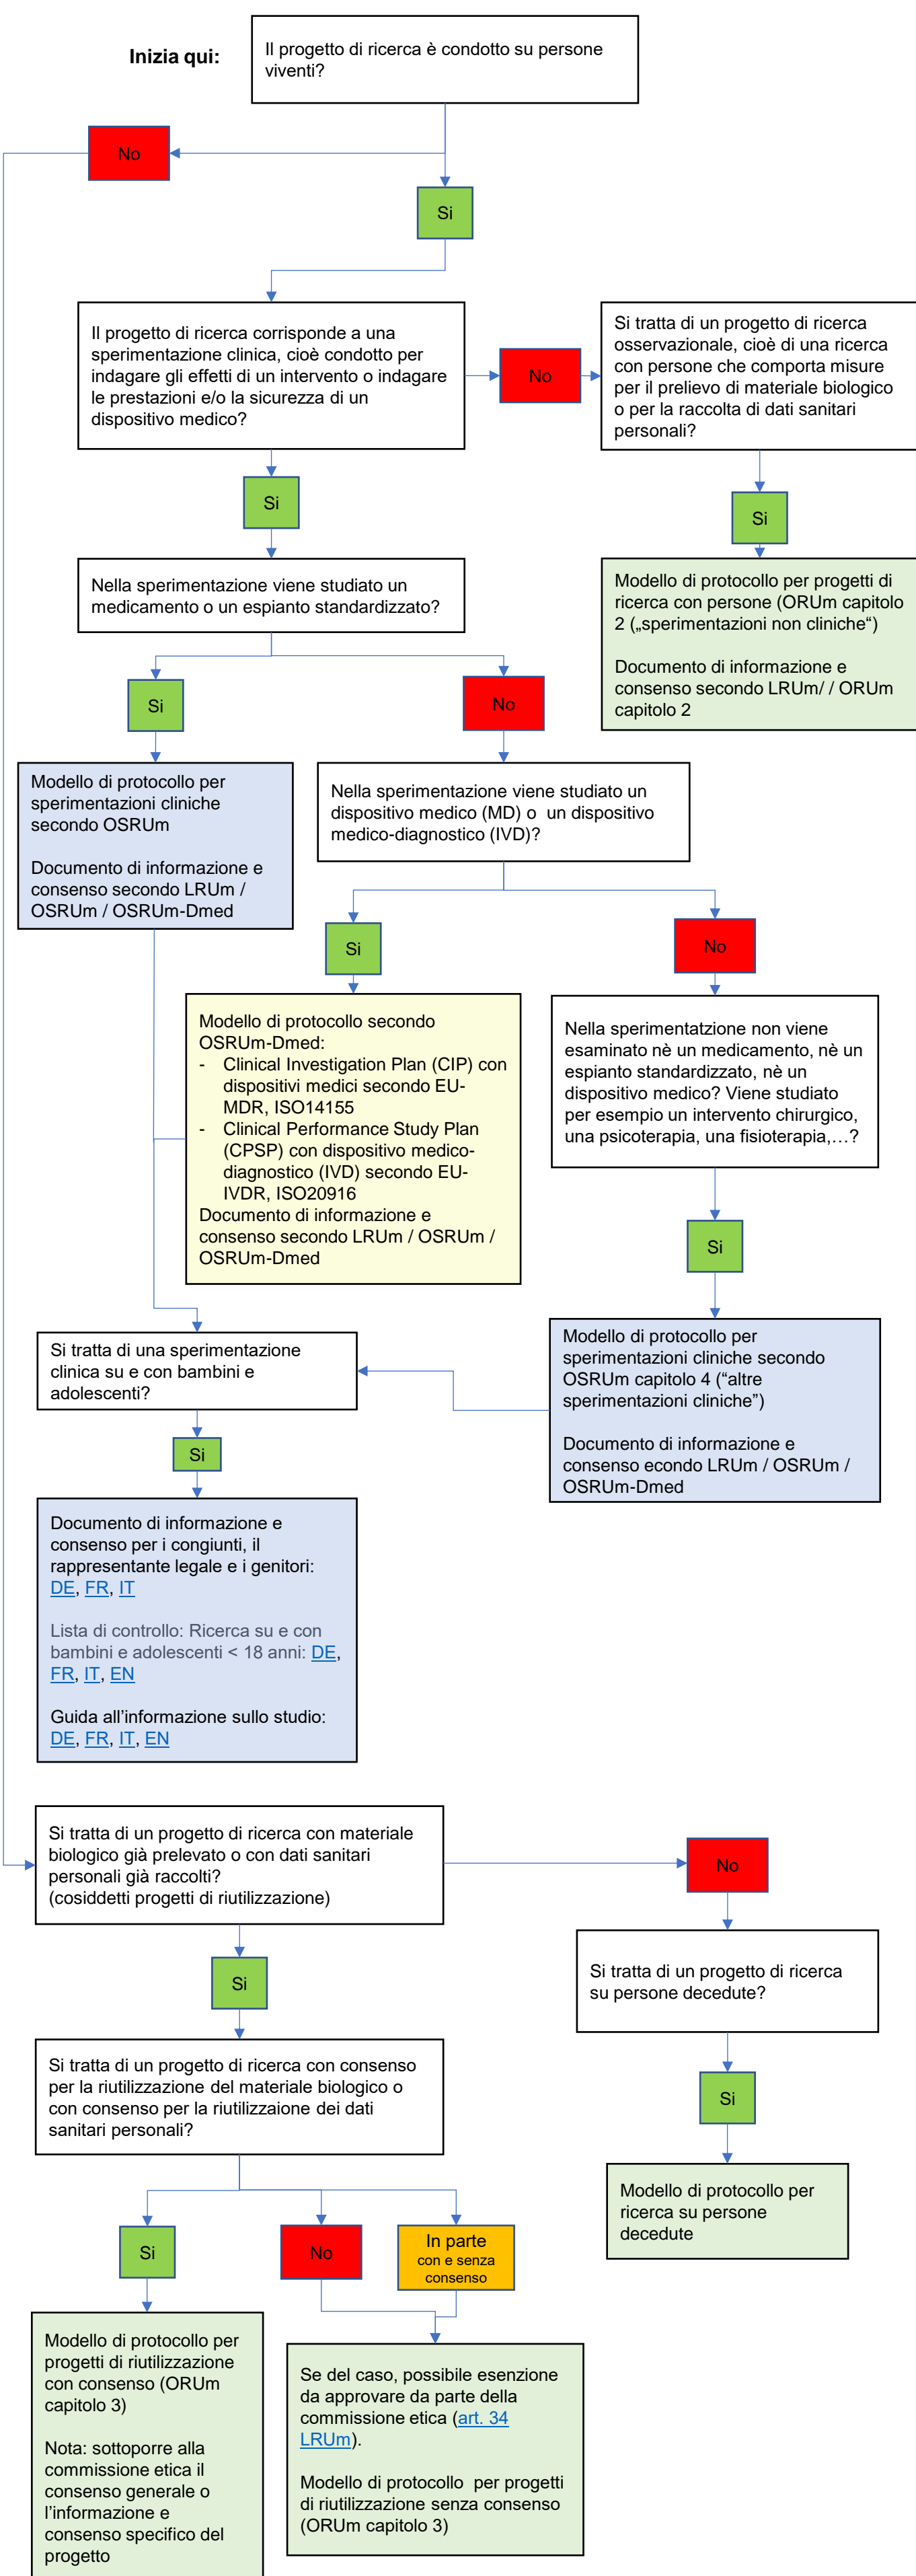 Inizia qui:
Il progetto di ricerca è condotto su persone
viventi?
No
Si
Il progetto di ricerca corrisponde a una
sperimentazione clinica, cioè condotto per
indagare gli effetti di un intervento o indagare
le prestazioni e/o la sicurezza di un
dispositivo medico?
No
Si tratta di un progetto di ricerca
osservazionale, cioè di una ricerca
con persone che comporta misure
per il prelievo di materiale biologico
o per la raccolta di dati sanitari
personali?
Si
Si
Nella sperimentazione viene studiato un
medicamento o un espianto standardizzato?
Modello di protocollo per progetti di
ricerca con persone (ORUm capitolo
2 („sperimentazioni non cliniche“)
Documento di informazione e
consenso secondo LRUm/ / ORUm
capitolo 2
Si
No
Modello di protocollo per
sperimentazioni cliniche
secondo OSRUm
Documento di informazione e
consenso secondo LRUm /
OSRUm / OSRUm-Dmed
Nella sperimentazione viene studiato un
dispositivo medico (MD) o  un dispositivo
medico-diagnostico (IVD)?
Si
No
Modello di protocollo secondo
OSRUm-Dmed:
- Clinical Investigation Plan (CIP) con
dispositivi medici secondo EU-
MDR, ISO14155
- Clinical Performance Study Plan
(CPSP) con dispositivo medico-
diagnostico (IVD) secondo EU-
IVDR, ISO20916
Documento di informazione e
consenso secondo LRUm / OSRUm /
OSRUm-Dmed
Nella sperimentatzione non viene
esaminato nè un medicamento, nè un
espianto standardizzato, nè un
dispositivo medico? Viene studiato
per esempio un intervento chirurgico,
una psicoterapia, una fisioterapia,…?
Si
Si tratta di una sperimentazione
clinica su e con bambini e
adolescenti?
Modello di protocollo per
sperimentazioni cliniche secondo
OSRUm capitolo 4 (“altre
sperimentazioni cliniche”)
Documento di informazione e
consenso econdo LRUm / OSRUm /
OSRUm-Dmed
Si
Documento di informazione e
consenso per i congiunti, il
rappresentante legale e i genitori:
DE, FR, IT
Lista di controllo: Ricerca su e con
bambini e adolescenti < 18 anni: DE,
FR, IT, EN
Guida all’informazione sullo studio:
DE, FR, IT, EN
Si tratta di un progetto di ricerca con materiale
biologico già prelevato o con dati sanitari
personali già raccolti?
(cosiddetti progetti di riutilizzazione)
No
Si
Si tratta di un progetto di ricerca
su persone decedute?
Si tratta di un progetto di ricerca con consenso
per la riutilizzazione del materiale biologico o
con consenso per la riutilizzaione dei dati
sanitari personali?
Si
Modello di protocollo per
ricerca su persone
decedute
Si
No
In parte
con e senza
consenso
Modello di protocollo per
progetti di riutilizzazione
con consenso (ORUm
capitolo 3)
Nota: sottoporre alla
commissione etica il
consenso generale o
l’informazione e
consenso specifico del
progetto
Se del caso, possibile esenzione
da approvare da parte della
commissione etica (art. 34
LRUm).
Modello di protocollo  per progetti
di riutilizzazione senza consenso
(ORUm capitolo 3)